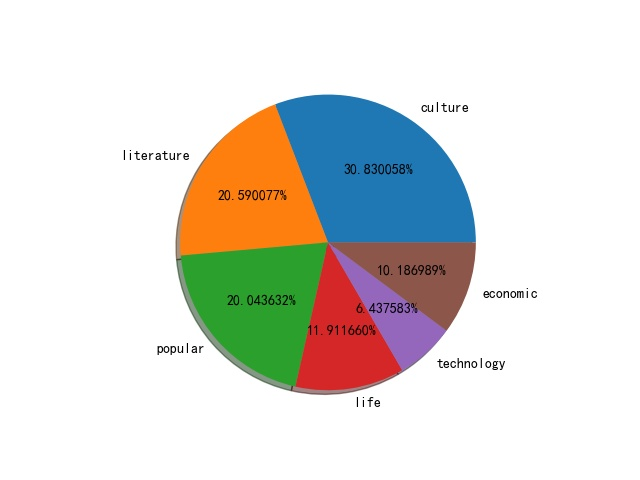 culture
30.830058%
literature
20.590077%
20.043632%
popular
11.911660%
life
6.437583%
technology
10.186989%
economic